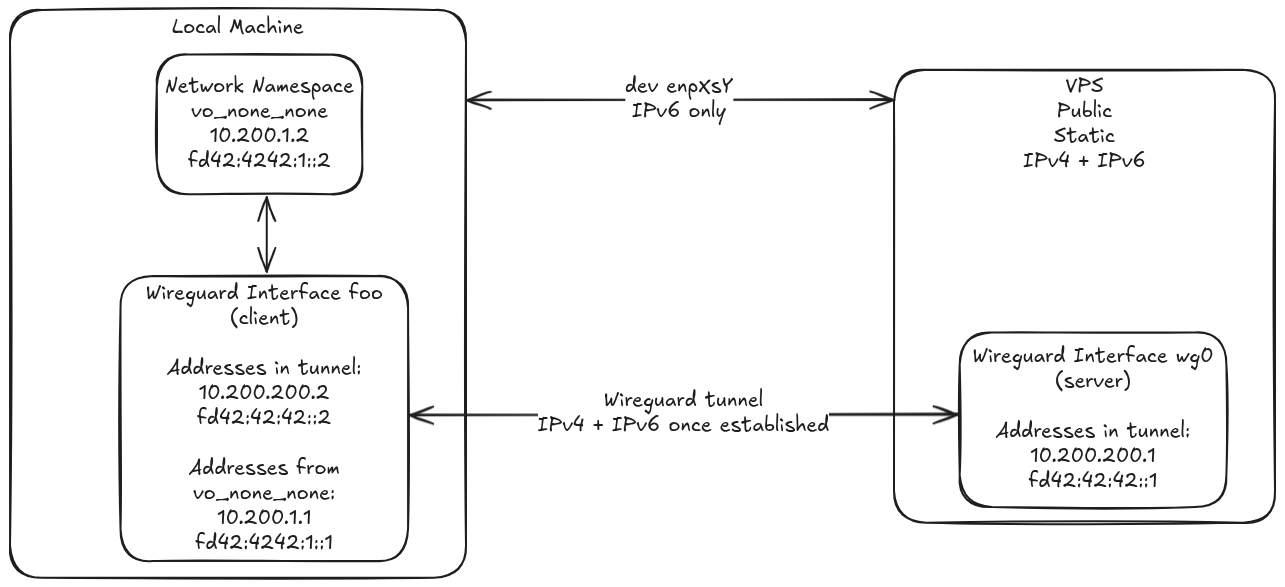 Local Machine
Network Namespace
vo_none_none
10.200.1.2
fd42:4242:1::2
dev enpXsY
IPv6 only
VPS
Public
Static
IPv4 + IPv6
Wireguard Interface foo
(client)
Addresses in tunnel:
10.200.200.2
fd42:42:42::2
Addresses from
vo_none_none:
10.200.1.1
fd42:4242:1::1
Wireguard tunnel
IPv4 + IPv6 once established
Wireguard Interface wg0
(server)
Addresses in tunnel:
10.200.200.1
fd42:42:42::1